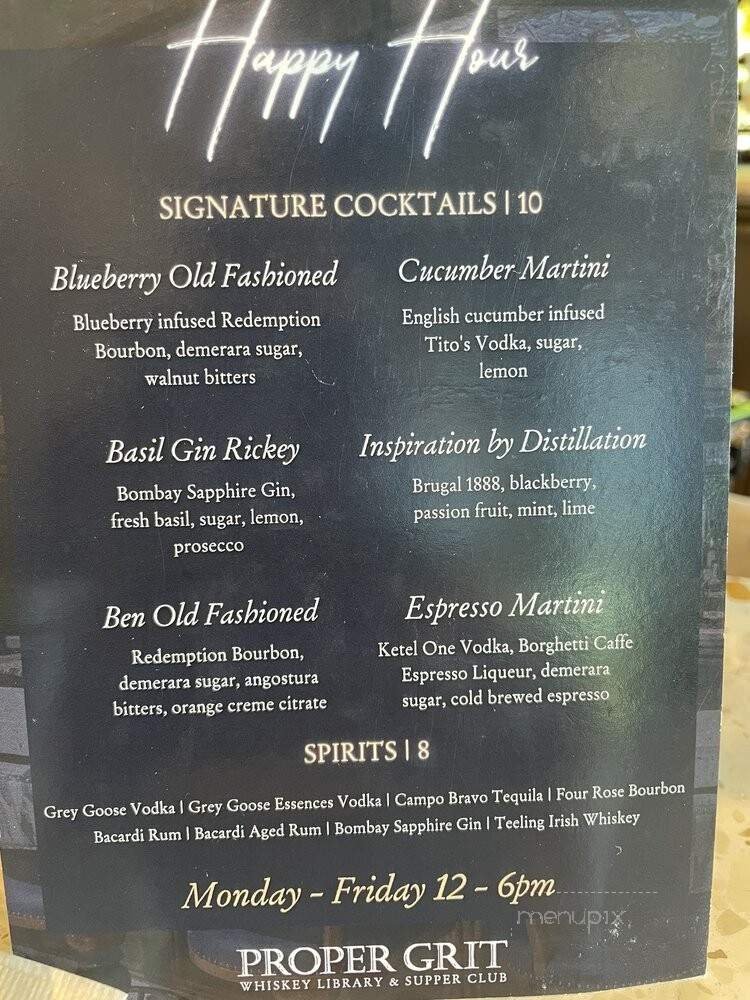 Happy Hour
SIGNATURE COCKTAILS | 10
Blueberry Old Fashioned
Blueberry infused Redemption
Bourbon, demerara sugar,
walnut bitters
Cucumber Martini
English cucumber infused
Tito's Vodka, sugar,
lemon
Basil Gin Rickey
Bombay Sapphire Gin,
fresh basil, sugar, lemon,
prosecco
Inspiration by Distillation
Brugal 1888, blackberry,
passion fruit, mint, lime
Ben Old Fashioned
Redemption Bourbon,
demerara sugar, angostura
bitters, orange creme citrate
Espresso Martini
Ketel One Vodka, Borghetti Caffe
Espresso Liqueur, demerara
sugar, cold brewed espresso
SPIRITS | 8
Grey Goose Vodka | Grey Goose Essences Vodka | Campo Bravo Tequila | Four Rose Bourbon
Bacardi Rum | Bacardi Aged Rum | Bombay Sapphire Gin | Teeling Irish Whiskey
Monday - Friday 12 - 6pm
menupix
PROPER GRIT
WHISKEY LIBRARY & SUPPER CLUB